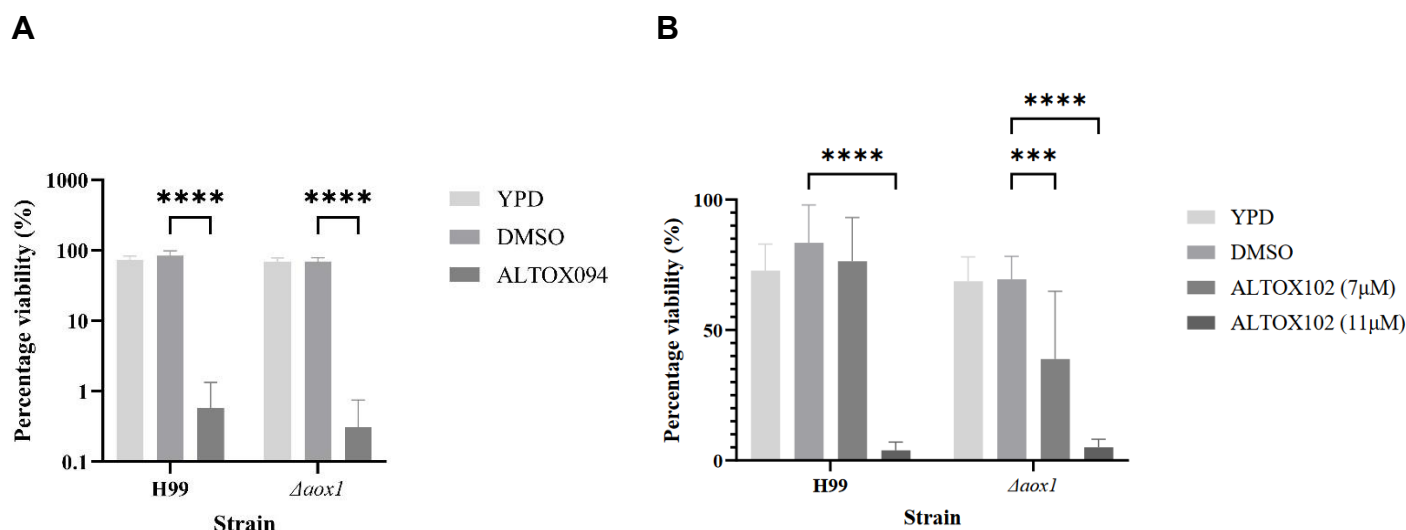 A
Percentage viability (%)
1000
100
10
1
0.1
****
****
H99
Δaox1
Strain
YPD
DMSO
ALTOX094
B
Percentage viability (%)
100
50
0
****
****
***
H99
Δaox1
Strain
YPD
DMSO
ALTOX102 (7μM)
ALTOX102 (11μM)